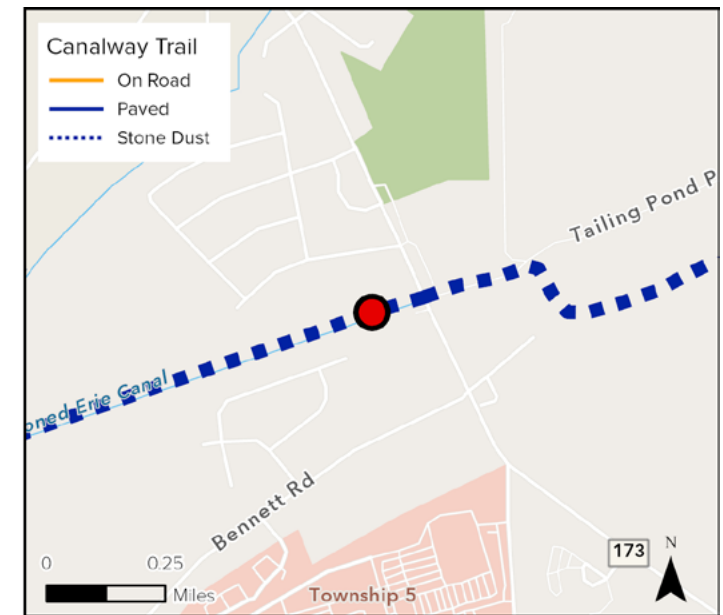 Canalway Trail
On Road
Paved
Stone Dust
Tailing Pond P
oned Erie Canal
Bennett Rd
173
N
0 0.25
Miles
Township 5